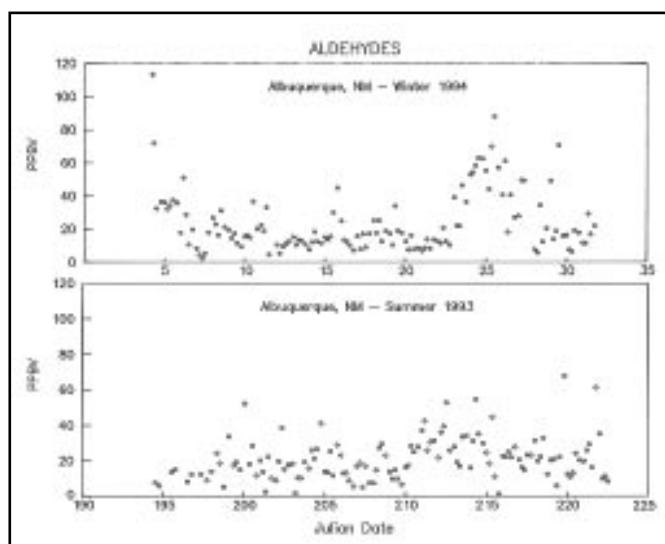 ALDEHYDES
120
Albuquerque, NM — Winter 1994
100
80
PPBV
60
40
20
0
5 10 15 20 25 30 35
120
Albuquerque, NM — Summer 1993
100
80
PPBV
60
40
20
0
190 195 200 205 210 215 220 225
Julian Date